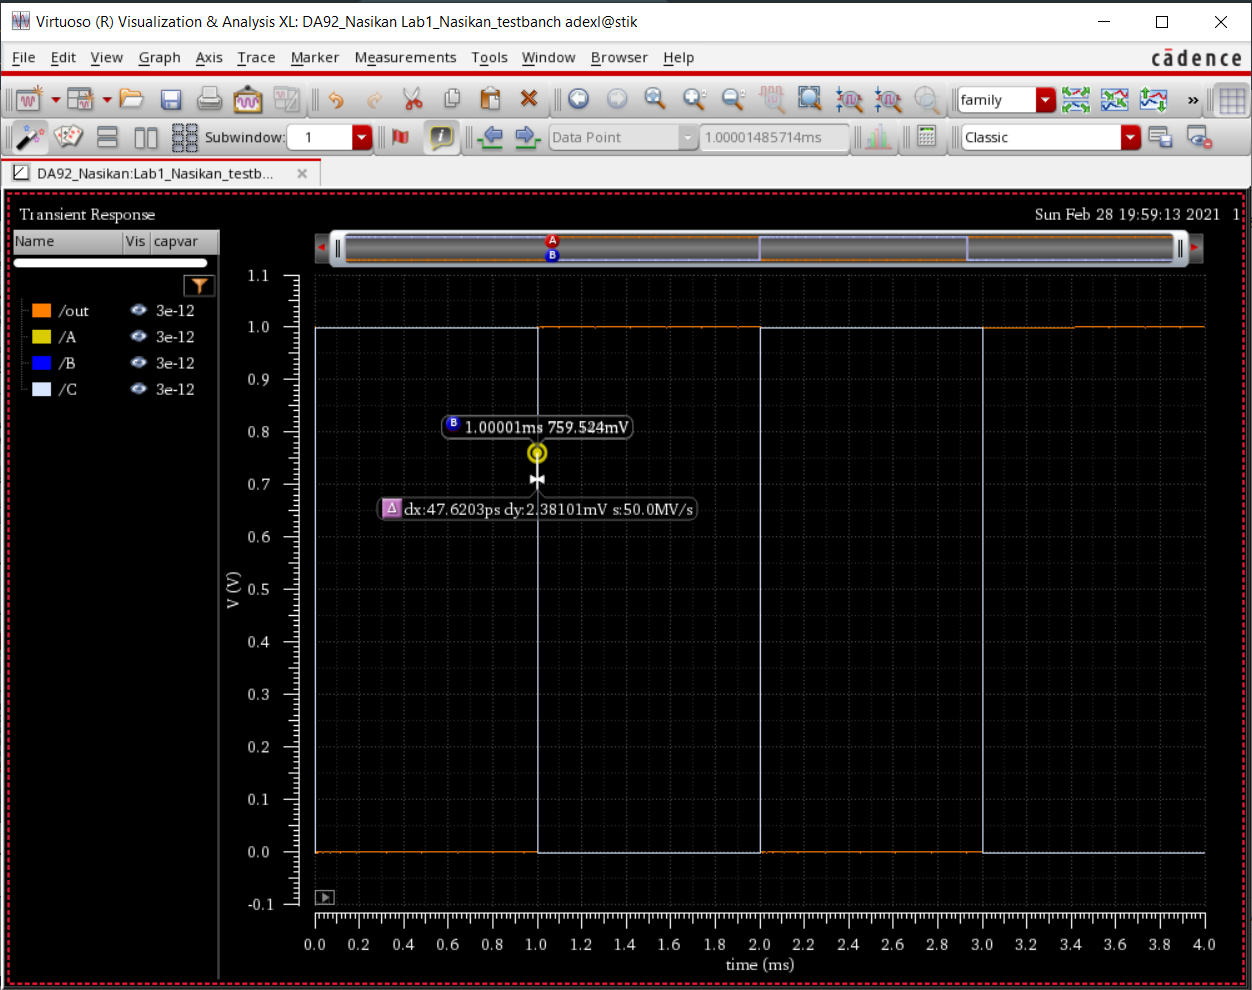 Virtuoso (R) Visualization & Analysis XL: DA92_Nasikan Lab1_Nasikan_testbanch adexl@stik
File Edit View Graph Axis Trace Marker Measurements Tools Window Browser Help
cādence
family
»
Subwindow: 1
Data Point
1.00001485714ms
Classic
DA92_Nasikan:Lab1_Nasikan_testb...
Transient Response
Sun Feb 28 19:59:13 2021 1
Name Vis capvar
/out 3e-12
/A 3e-12
/B 3e-12
/C 3e-12
A
B
1.1
1.0
0.9
0.8
0.7
0.6
0.5
0.4
0.3
0.2
0.1
0.0
-0.1
V (V)
B 1.00001ms 759.524mV
Δ dx:47.6203ps dy:2.38101mV s:50.0MV/s
0.0 0.2 0.4 0.6 0.8 1.0 1.2 1.4 1.6 1.8 2.0 2.2 2.4 2.6 2.8 3.0 3.2 3.4 3.6 3.8 4.0
time (ms)